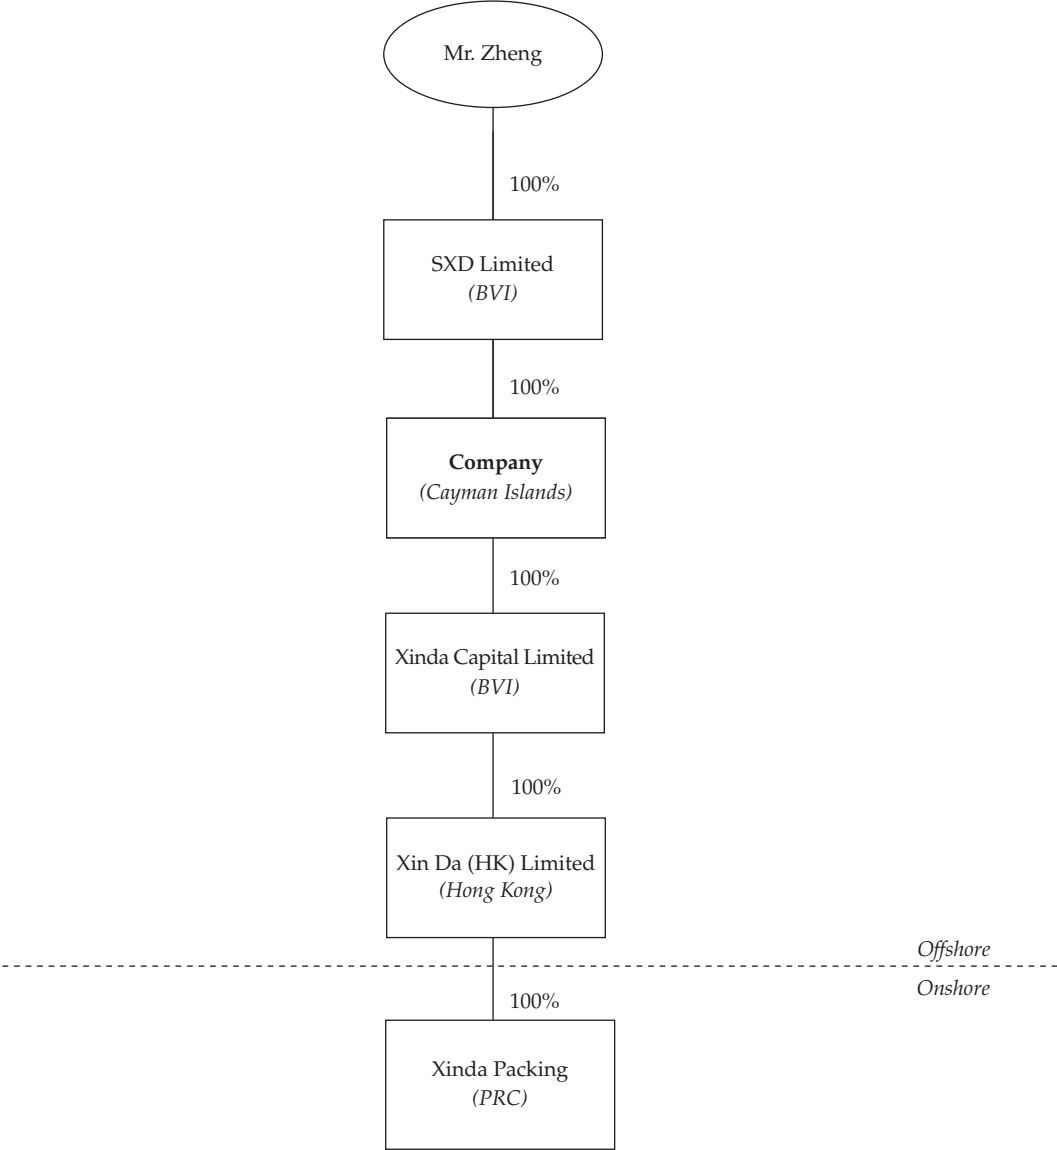 Mr. Zheng
100%
SXD Limited
(BVI)
100%
Company
(Cayman Islands)
100%
Xinda Capital Limited
(BVI)
100%
Xin Da (HK) Limited
(Hong Kong)
Offshore
Onshore
100%
Xinda Packing
(PRC)